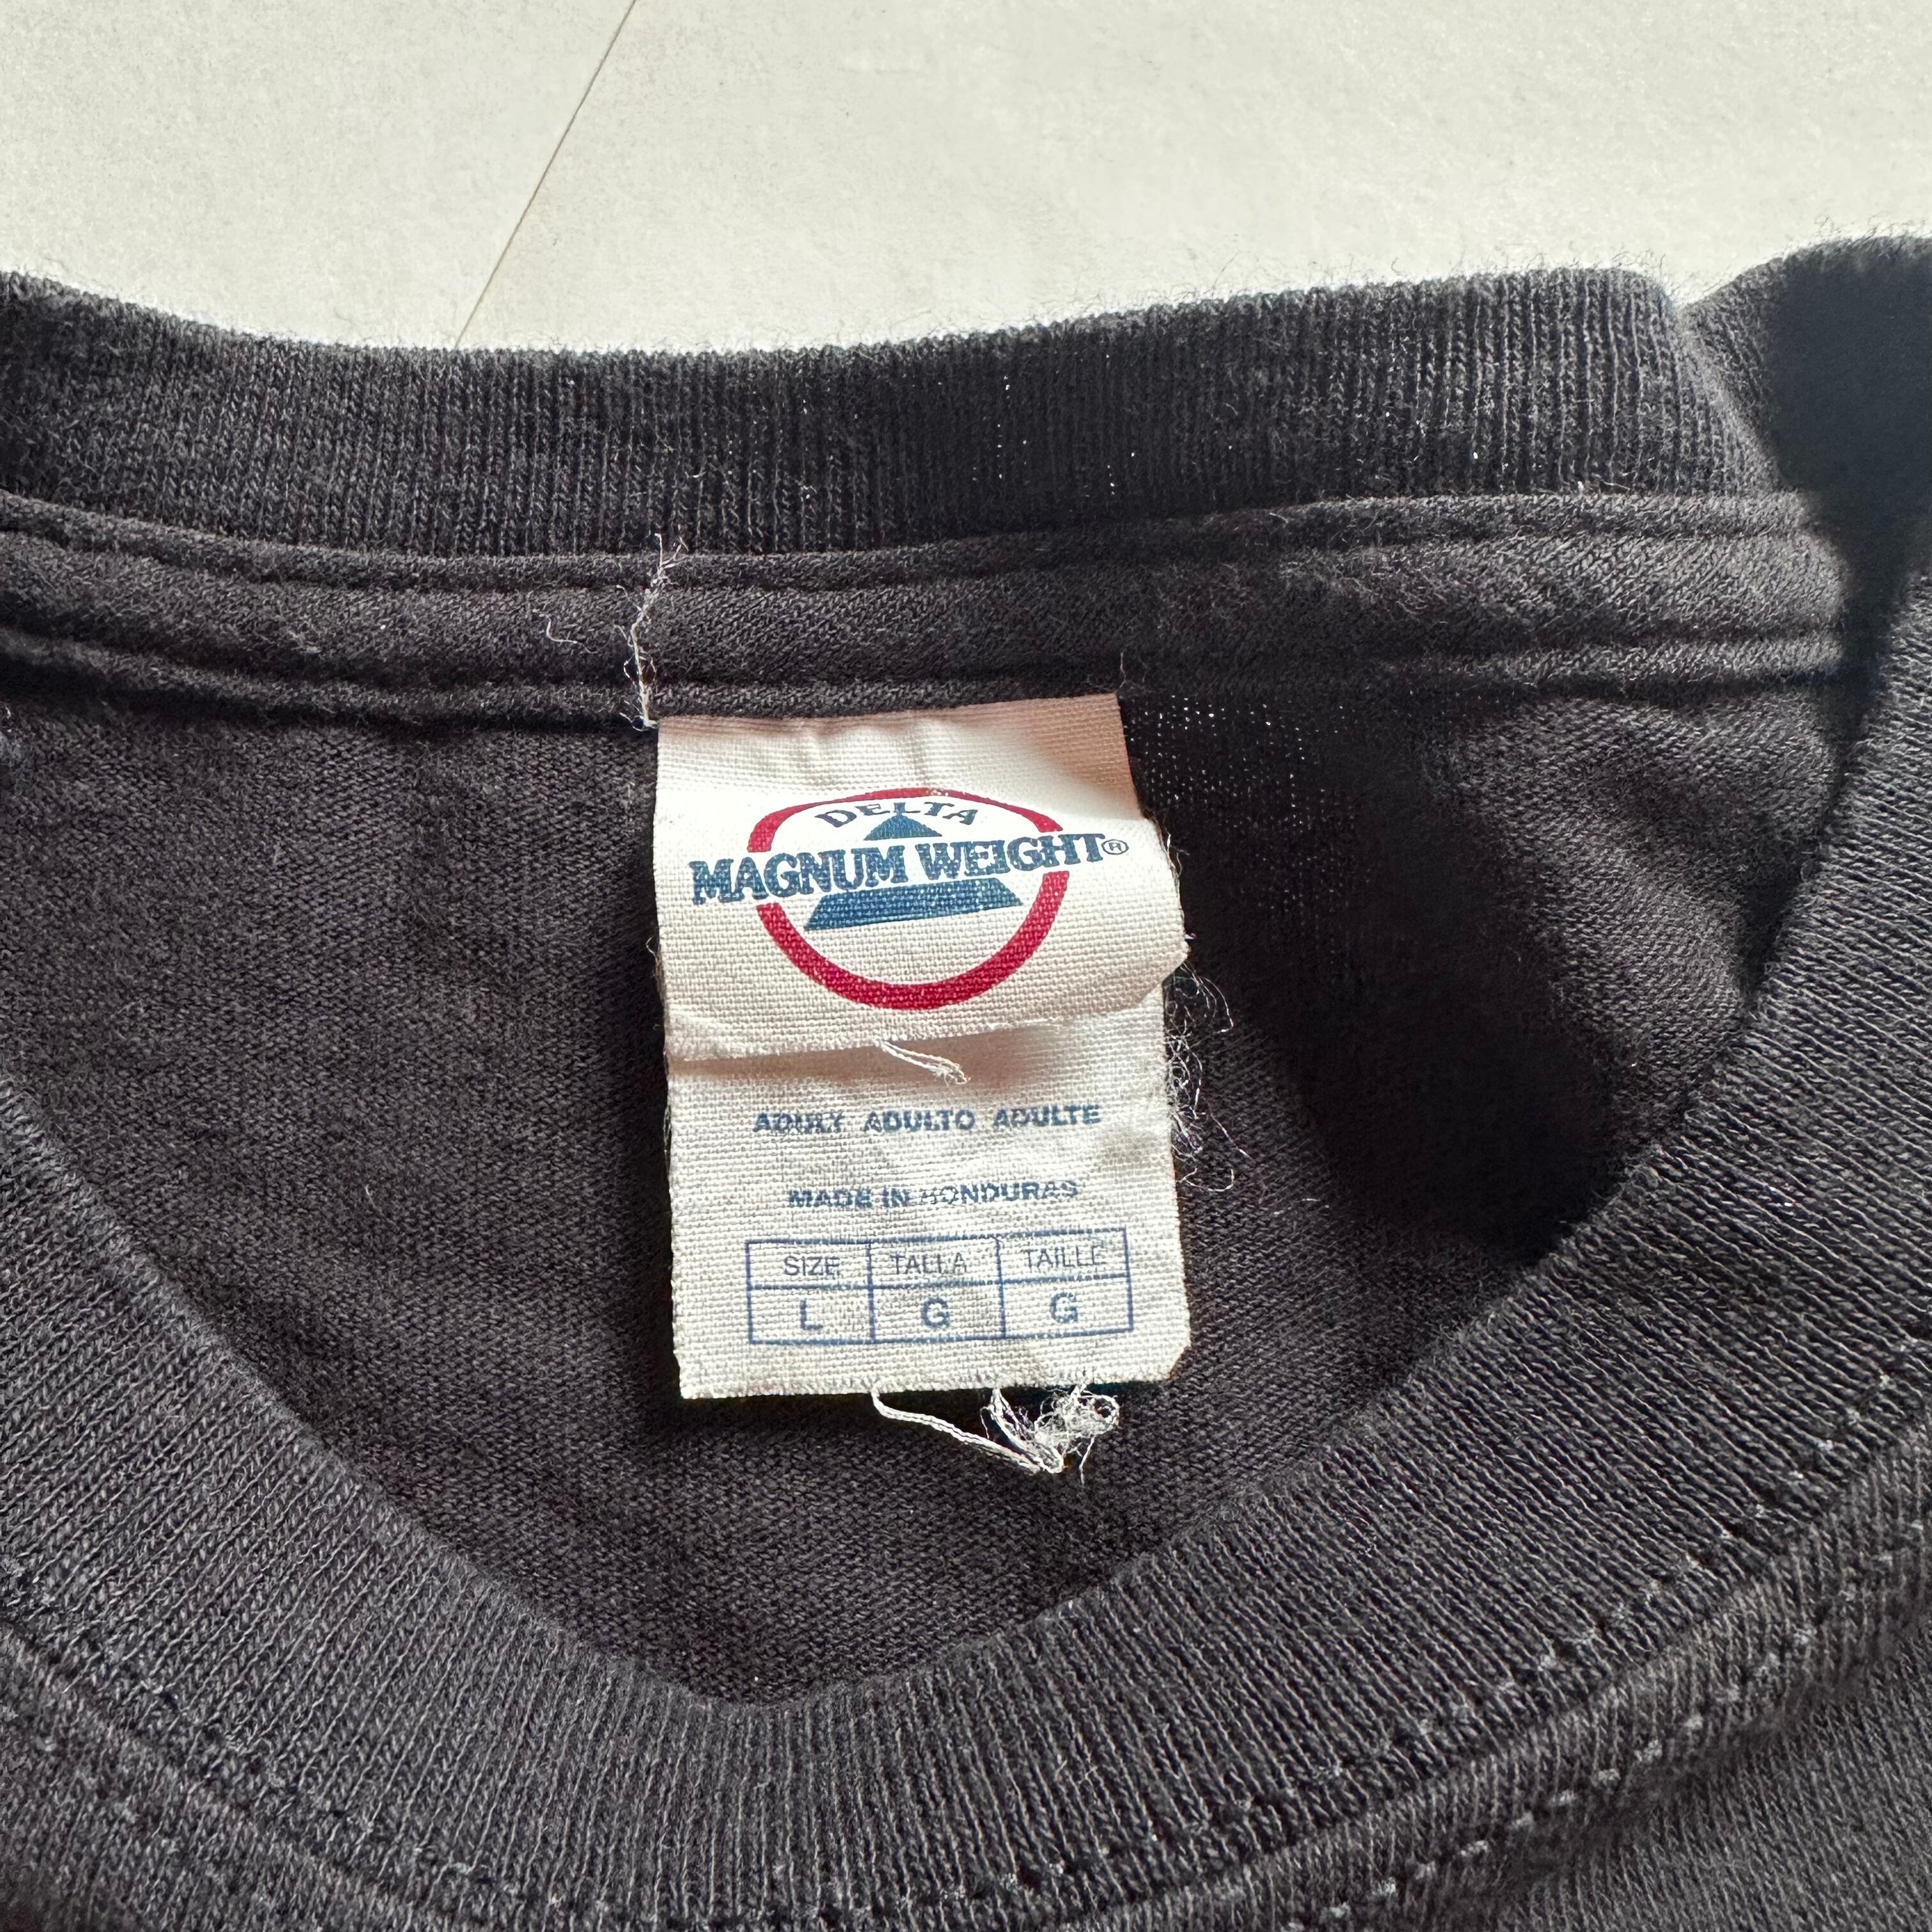 DELTA
MAGNUM WEIGHT®
ADULT ADULTO ADULTE
MADE IN HONDURAS
SIZE TALLA TAILLE
L G G